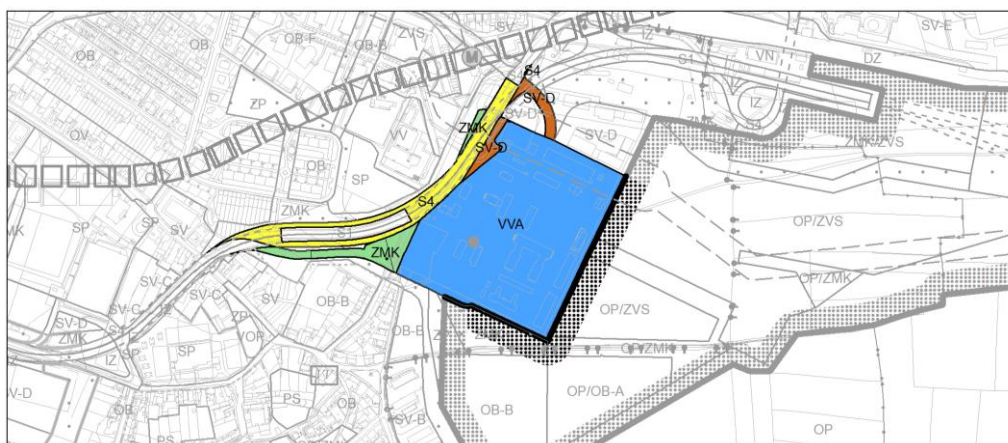 OB
OB
OB-F
OB-B
ZVS
IZ
IZ
SV-E
M
S1
VN
DZ
ZP
S4
SV-D
SV-D
IZ
ZMK
SV-D
OV
VV
OB
SV-D
ZMK/ZVS
SP
S4
ZMK
SP
VVA
OP/ZVS
SP
SV
ZMK
OP/ZMK
SV-C
SV-C
SV
OB-B
OP/ZVS
SV-D
ZMK
IZ
SP
SP
ZP
VOP
OB-B
OP/ZMK
SV-D
OB
PS
OB
SV-B
OB-B
OP/OB-A
PS
OP